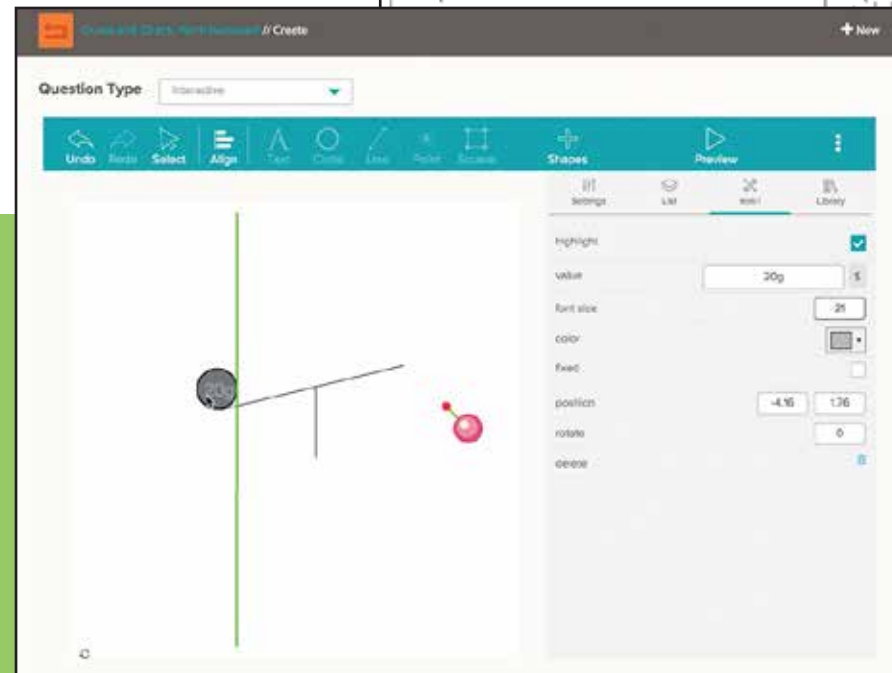 // Create
+ New
Question Type
Interactive
Undo Redo Select Align Text Circle Line Point Shapes Preview
Settings List Library
highlight
value 20g
font size 21
color
fixed
position -4.16 1.76
rotate 0
delete
20g